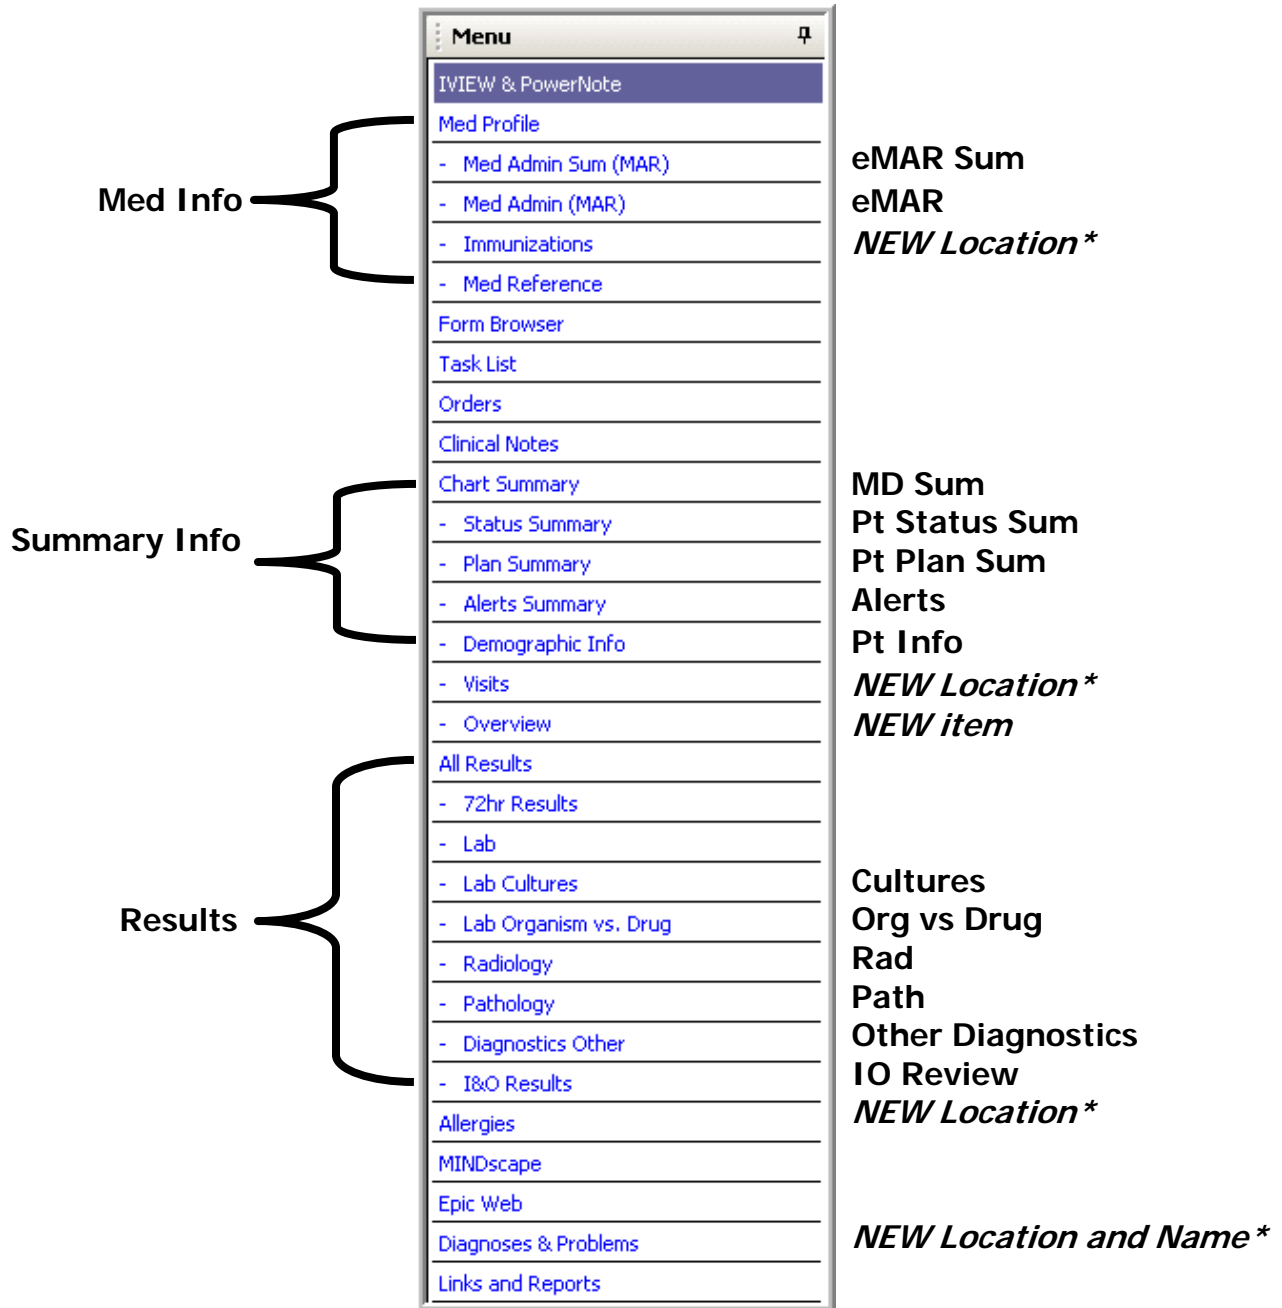 Menu
IVIEW & PowerNote
Med Profile
- Med Admin Sum (MAR) eMAR Sum
Med Info
- Med Admin (MAR) eMAR
- Immunizations NEW Location*
- Med Reference
Form Browser
Task List
Orders
Clinical Notes
Chart Summary MD Sum
- Status Summary Pt Status Sum
Summary Info
- Plan Summary Pt Plan Sum
- Alerts Summary Alerts
- Demographic Info Pt Info
- Visits NEW Location*
- Overview NEW item
All Results
- 72hr Results
- Lab
- Lab Cultures Cultures
Results
- Lab Organism vs. Drug Org vs Drug
- Radiology Rad
- Pathology Path
- Diagnostics Other Other Diagnostics
- I&O Results IO Review
Allergies NEW Location*
MINDscape
Epic Web
Diagnoses & Problems NEW Location and Name*
Links and Reports